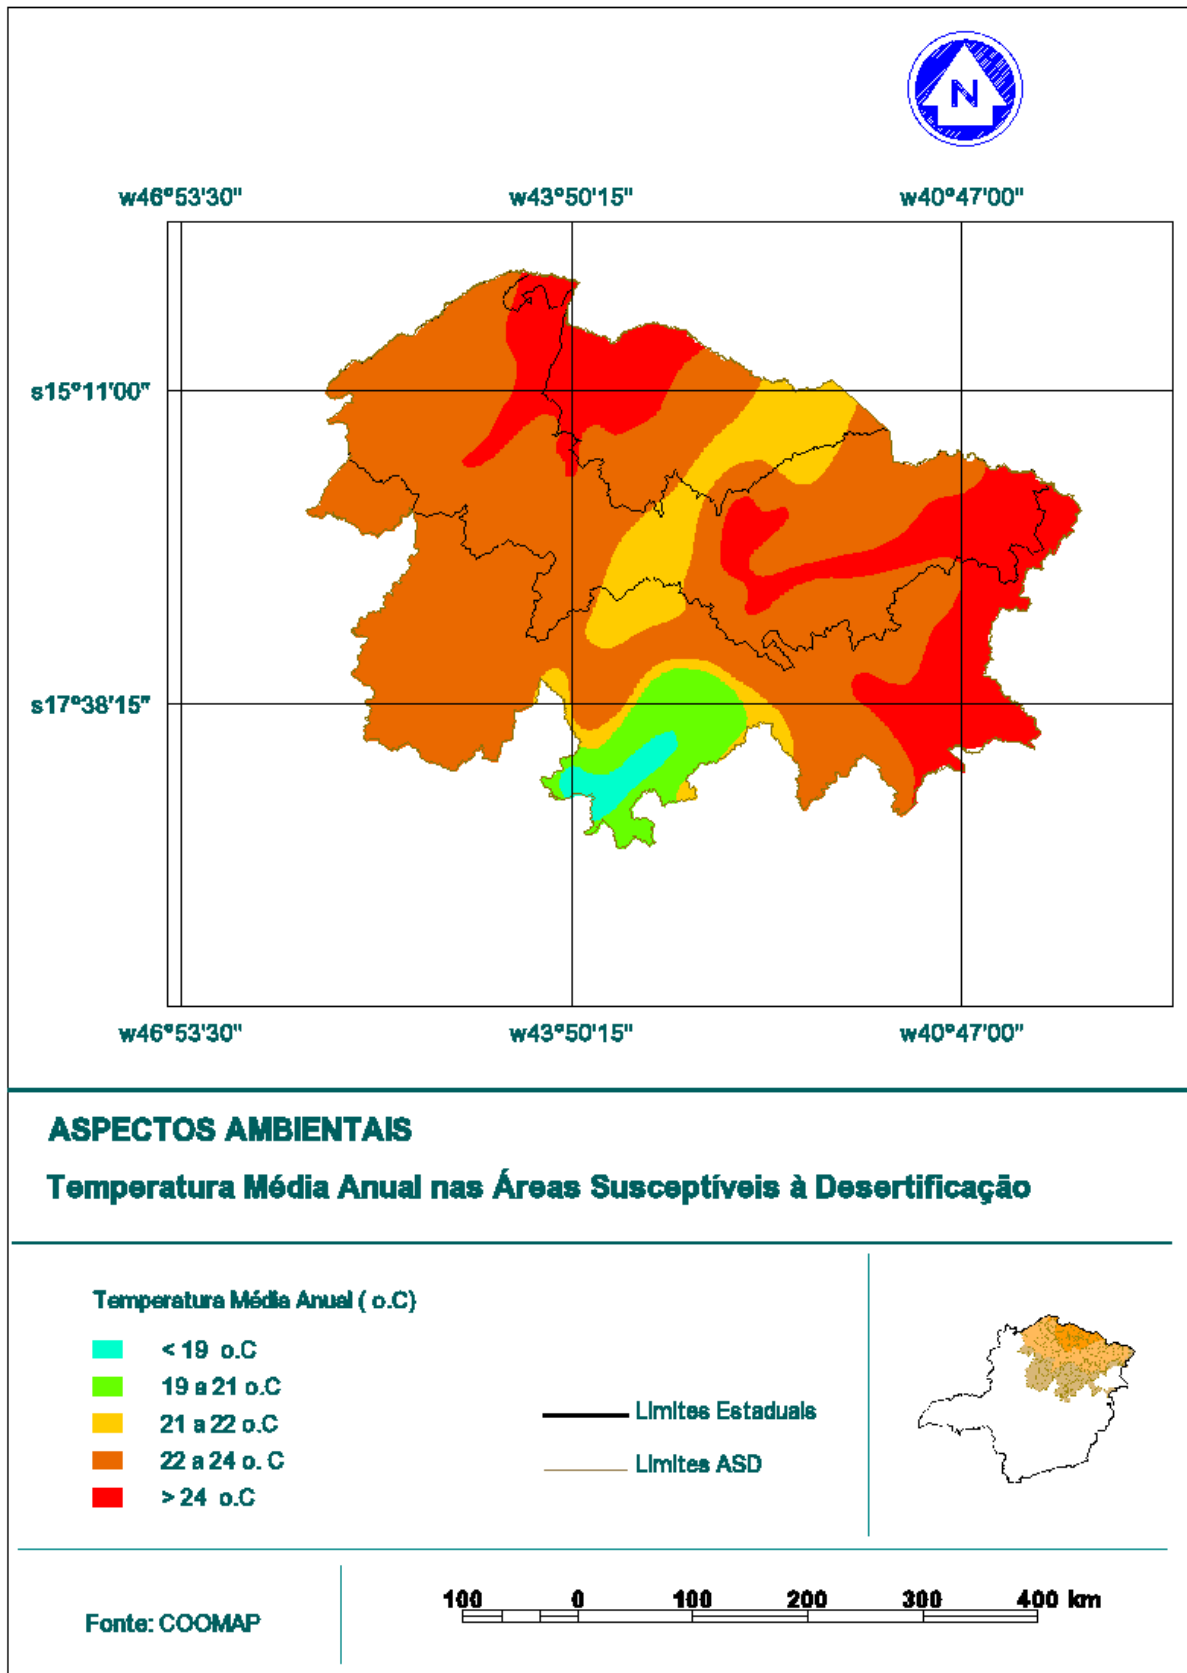 N
w46°53'30" w43°50'15" w40°47'00"
s15°11'00"
s17°38'15"
w46°53'30" w43°50'15" w40°47'00"
ASPECTOS AMBIENTAIS
Temperatura Média Anual nas Áreas Susceptíveis à Desertificação
Temperatura Média Anual ( o.C)
< 19 o.C
19 a 21 o.C
21 a 22 o.C
22 a 24 o. C
> 24 o.C
Limites Estaduais
Limites ASD
Fonte: COOMAP
100 0 100 200 300 400 km